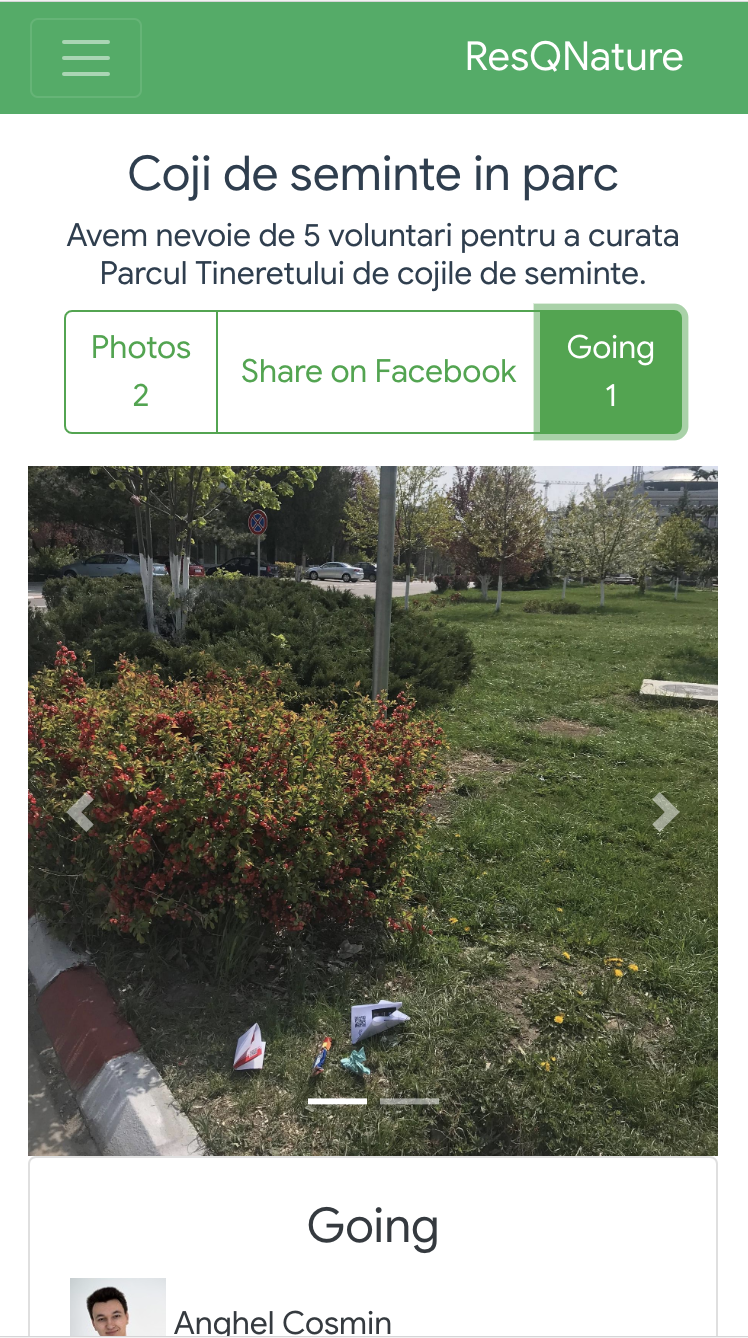 ResQNature
Coji de seminte in parc
Avem nevoie de 5 voluntari pentru a curata
Parcul Tineretului de cojile de seminte.
Photos
2
Share on Facebook
Going
1
Going
Anghel Cosmin